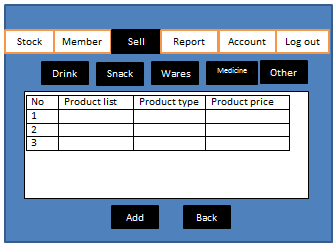 Stock Member Sell Report Account Log out
Drink Snack Wares Medicine Other
No Product list Product type Product price
1
2
3
Add Back